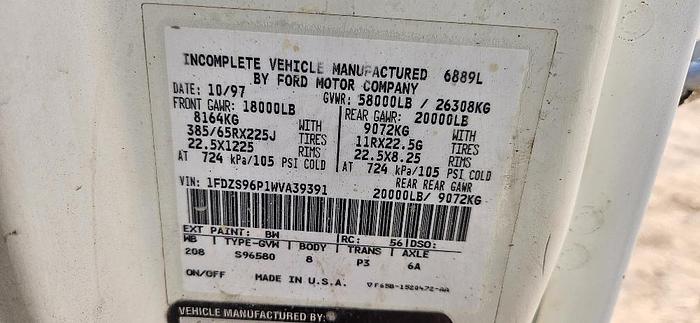 INCOMPLETE VEHICLE MANUFACTURED 6889L
BY FORD MOTOR COMPANY
DATE: 10/97 GVWR: 58000LB / 26308KG
FRONT GAWR: 18000LB REAR GAWR: 20000LB
8164KG WITH 9072KG WITH
385/65RX225J TIRES 11RX22.5G TIRES
22.5X1225 RIMS 22.5X8.25 RIMS
AT 724 kPa/105 PSI COLD AT 724 kPa/105 PSI COLD
VIN: 1FDZS96P1WVA39391 REAR REAR GAWR
20000LB/ 9072KG
EXT PAINT: BW RC: 56 DSO:
WB TYPE-GVW BODY TRANS AXLE
208 S96580 8 P3 6A
ON/OFF MADE IN U.S.A. F65B-1520472-AA
VEHICLE MANUFACTURED BY: